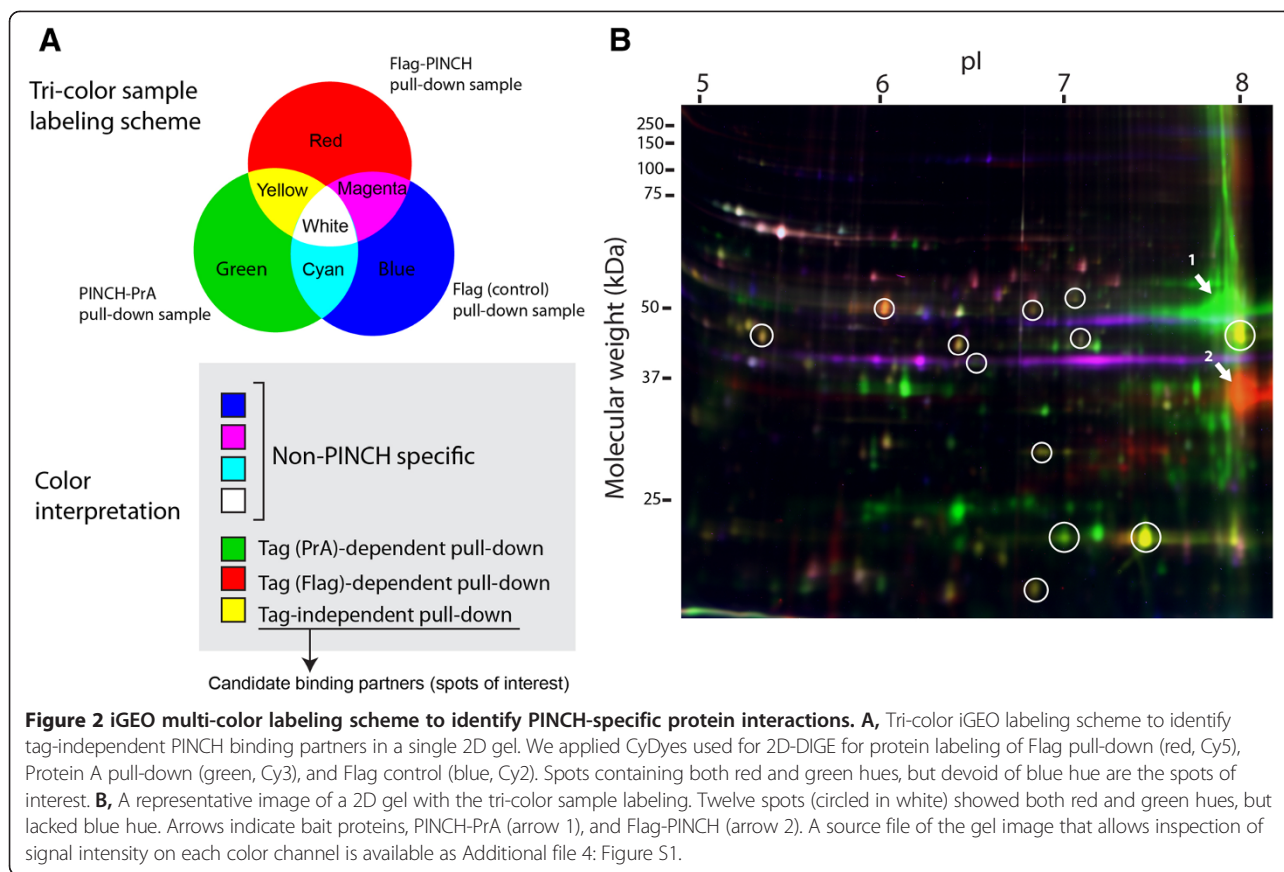 A
Tri-color sample
labeling scheme
Flag-PINCH
pull-down sample
Red
Yellow
Magenta
White
Green
Cyan
Blue
PINCH-PrA
pull-down sample
Flag (control)
pull-down sample
Color
interpretation
Non-PINCH specific
Tag (PrA)-dependent pull-down
Tag (Flag)-dependent pull-down
Tag-independent pull-down
Candidate binding partners (spots of interest)
B
pI
5 6 7 8
Molecular weight (kDa)
250
150
100
75
50
37
25
1
2
Figure 2 iGEO multi-color labeling scheme to identify PINCH-specific protein interactions. A, Tri-color iGEO labeling scheme to identify
tag-independent PINCH binding partners in a single 2D gel. We applied CyDyes used for 2D-DIGE for protein labeling of Flag pull-down (red, Cy5),
Protein A pull-down (green, Cy3), and Flag control (blue, Cy2). Spots containing both red and green hues, but devoid of blue hue are the spots of
interest. B, A representative image of a 2D gel with the tri-color sample labeling. Twelve spots (circled in white) showed both red and green hues, but
lacked blue hue. Arrows indicate bait proteins, PINCH-PrA (arrow 1), and Flag-PINCH (arrow 2). A source file of the gel image that allows inspection of
signal intensity on each color channel is available as Additional file 4: Figure S1.